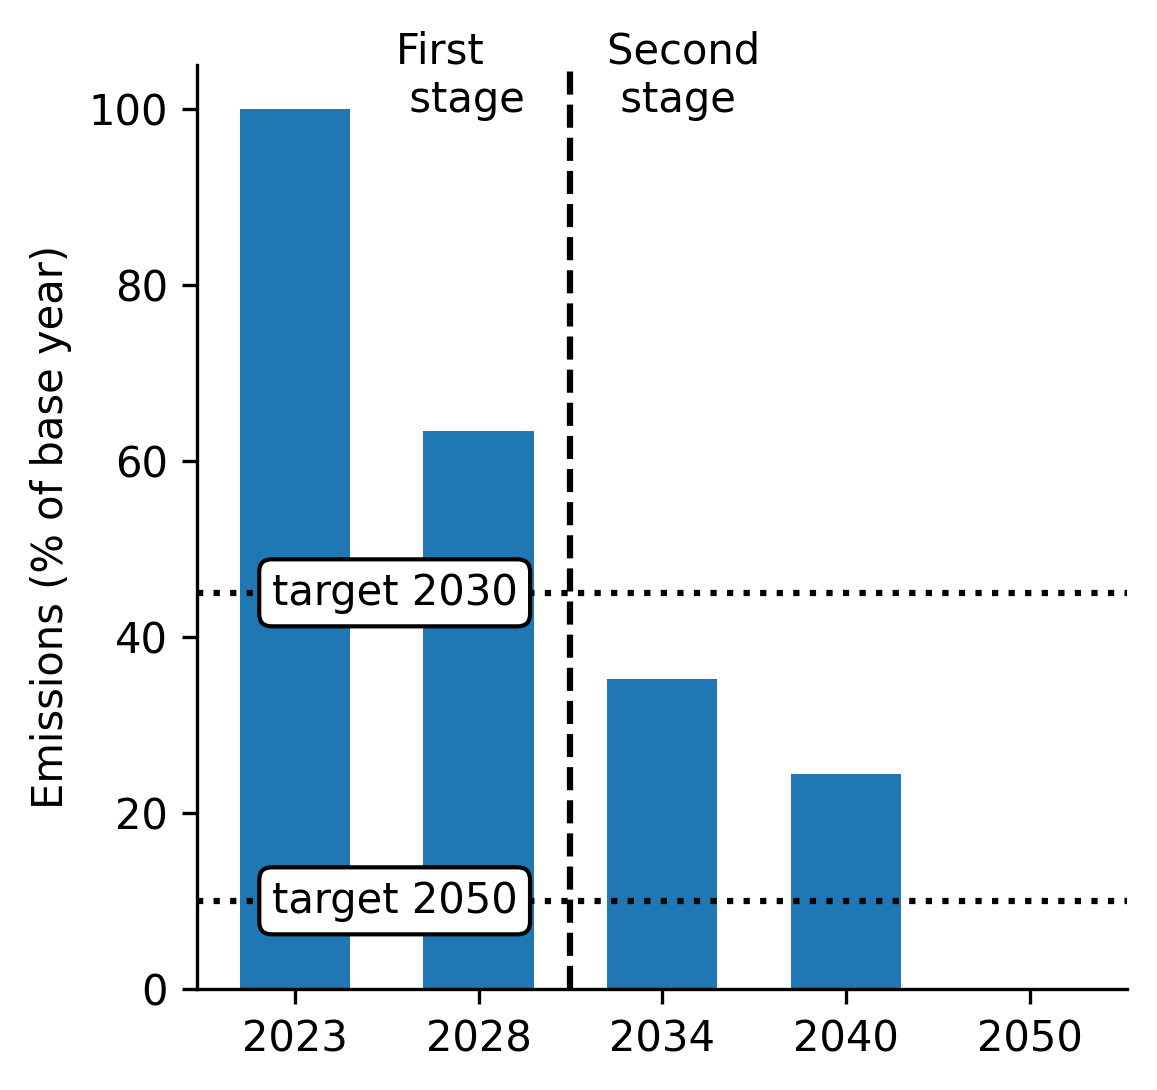 First
stage
Second
stage
Emissions (% of base year)
100
80
60
40
20
0
target 2030
target 2050
2023
2028
2034
2040
2050